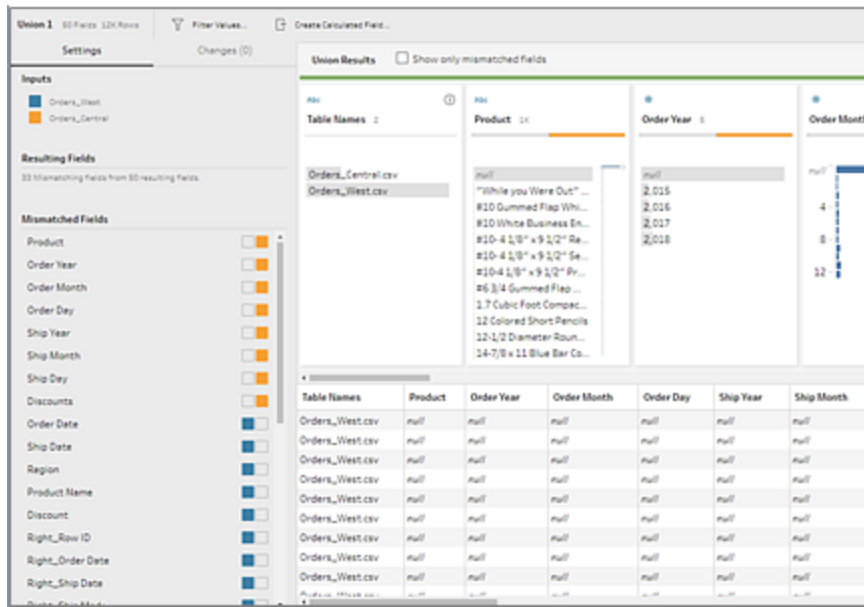 Union 1 50 Fields 12K Rows Filter Values... Create Calculated Field...
Settings Changes (0)
Inputs
Orders_West
Orders_Central
Resulting Fields
33 Mismatching fields from 50 resulting fields.
Mismatched Fields
Product
Order Year
Order Month
Order Day
Ship Year
Ship Month
Ship Day
Discounts
Order Date
Ship Date
Region
Product Name
Discount
Right_Row ID
Right_Order Date
Right_Ship Date
Right_Ship Mode
Union Results Show only mismatched fields
Abc
Table Names 2
Orders_Central.csv
Orders_West.csv
Abc
Product 1K
null
"While you Were Out" ...
#10 Gummed Flap Whi...
#10 White Business En...
#10- 4 1/8" x 9 1/2" Re...
#10- 4 1/8" x 9 1/2" Se...
#10-4 1/8" x 9 1/2" Pr...
#6 3/4 Gummed Flap ...
1.7 Cubic Foot Compac...
12 Colored Short Pencils
12-1/2 Diameter Roun...
14-7/8 x 11 Blue Bar Co...
Order Year 5
null
2,015
2,016
2,017
2,018
Order Month
null
4
8
12
Table Names Product Order Year Order Month Order Day Ship Year Ship Month
Orders_West.csv null null null null null null
Orders_West.csv null null null null null null
Orders_West.csv null null null null null null
Orders_West.csv null null null null null null
Orders_West.csv null null null null null null
Orders_West.csv null null null null null null
Orders_West.csv null null null null null null
Orders_West.csv null null null null null null
Orders_West.csv null null null null null null